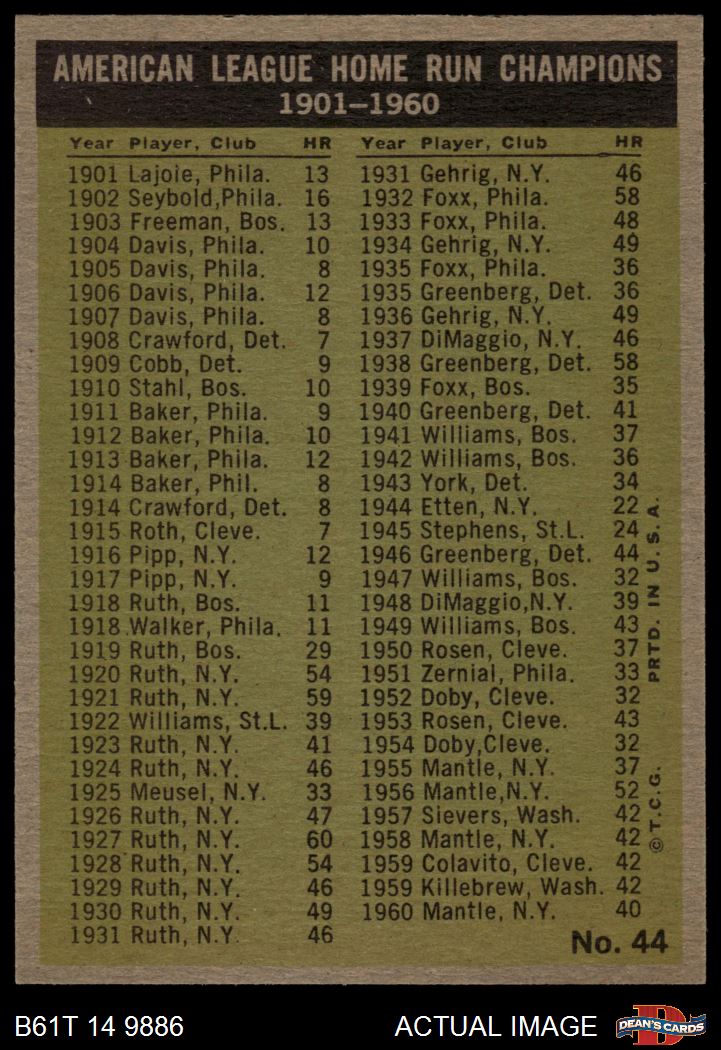 AMERICAN LEAGUE HOME RUN CHAMPIONS
1901–1960
Year Player, Club HR
1901 Lajoie, Phila. 13
1902 Seybold,Phila. 16
1903 Freeman, Bos. 13
1904 Davis, Phila. 10
1905 Davis, Phila. 8
1906 Davis, Phila. 12
1907 Davis, Phila. 8
1908 Crawford, Det. 7
1909 Cobb, Det. 9
1910 Stahl, Bos. 10
1911 Baker, Phila. 9
1912 Baker, Phila. 10
1913 Baker, Phila. 12
1914 Baker, Phil. 8
1914 Crawford, Det. 8
1915 Roth, Cleve. 7
1916 Pipp, N.Y. 12
1917 Pipp, N.Y. 9
1918 Ruth, Bos. 11
1918 Walker, Phila. 11
1919 Ruth, Bos. 29
1920 Ruth, N.Y. 54
1921 Ruth, N.Y. 59
1922 Williams, St.L. 39
1923 Ruth, N.Y. 41
1924 Ruth, N.Y. 46
1925 Meusel, N.Y. 33
1926 Ruth, N.Y. 47
1927 Ruth, N.Y. 60
1928 Ruth, N.Y. 54
1929 Ruth, N.Y. 46
1930 Ruth, N.Y. 49
1931 Ruth, N.Y. 46
Year Player, Club HR
1931 Gehrig, N.Y. 46
1932 Foxx, Phila. 58
1933 Foxx, Phila. 48
1934 Gehrig, N.Y. 49
1935 Foxx, Phila. 36
1935 Greenberg, Det. 36
1936 Gehrig, N.Y. 49
1937 DiMaggio, N.Y. 46
1938 Greenberg, Det. 58
1939 Foxx, Bos. 35
1940 Greenberg, Det. 41
1941 Williams, Bos. 37
1942 Williams, Bos. 36
1943 York, Det. 34
1944 Etten, N.Y. 22
1945 Stephens, St.L. 24
1946 Greenberg, Det. 44
1947 Williams, Bos. 32
1948 DiMaggio,N.Y. 39
1949 Williams, Bos. 43
1950 Rosen, Cleve. 37
1951 Zernial, Phila. 33
1952 Doby, Cleve. 32
1953 Rosen, Cleve. 43
1954 Doby,Cleve. 32
1955 Mantle, N.Y. 37
1956 Mantle,N.Y. 52
1957 Sievers, Wash. 42
1958 Mantle, N.Y. 42
1959 Colavito, Cleve. 42
1959 Killebrew, Wash. 42
1960 Mantle, N.Y. 40
No. 44
© T.C.G. PRTD. IN U.S.A.
B61T 14 9886
ACTUAL IMAGE
D
DEAN'S CARDS